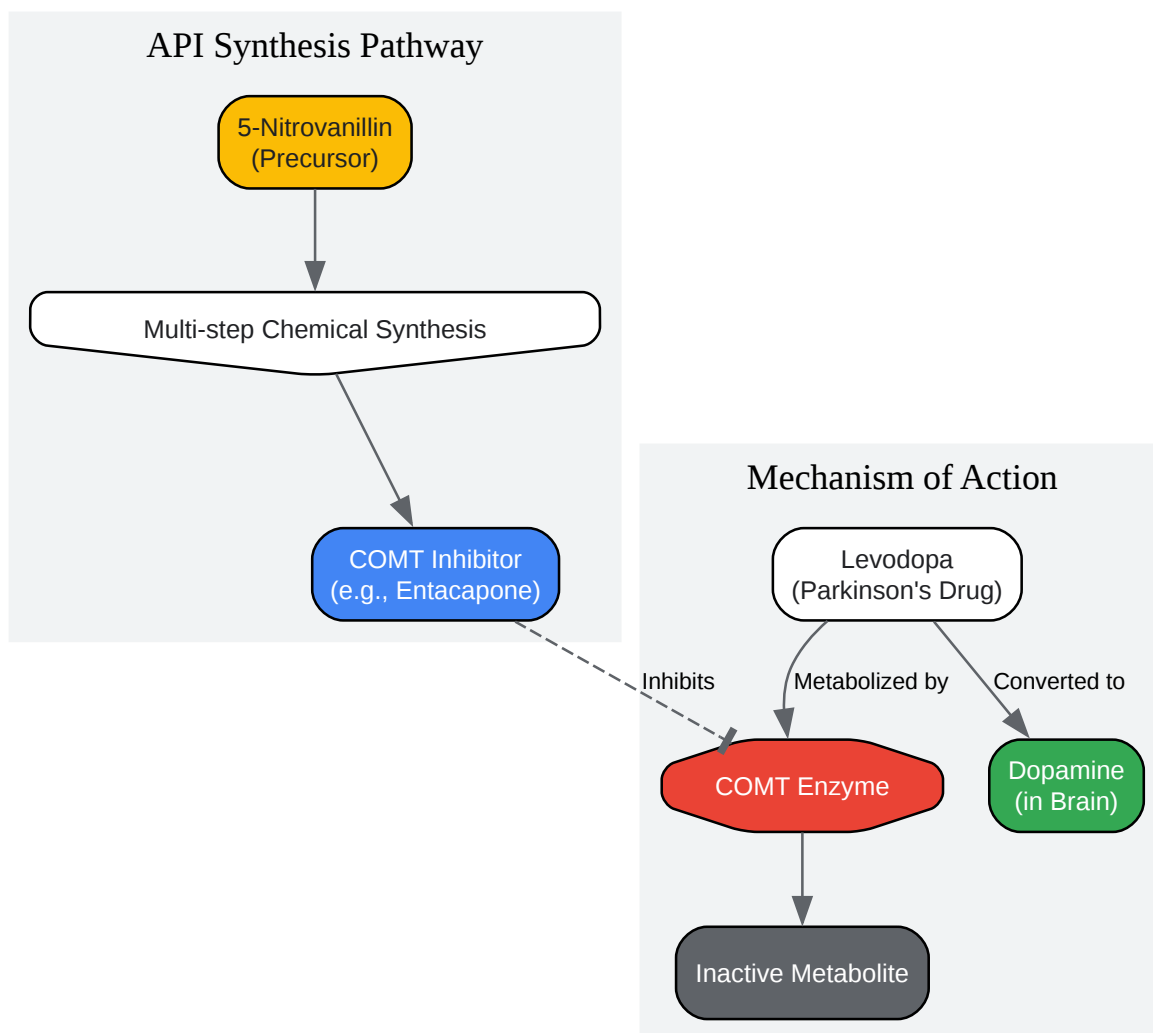 API Synthesis Pathway
5-Nitrovanillin
(Precursor)
Multi-step Chemical Synthesis
COMT Inhibitor
(e.g., Entacapone)
Mechanism of Action
Levodopa
(Parkinson's Drug)
Inhibits
Metabolized by
Converted to
COMT Enzyme
Dopamine
(in Brain)
Inactive Metabolite